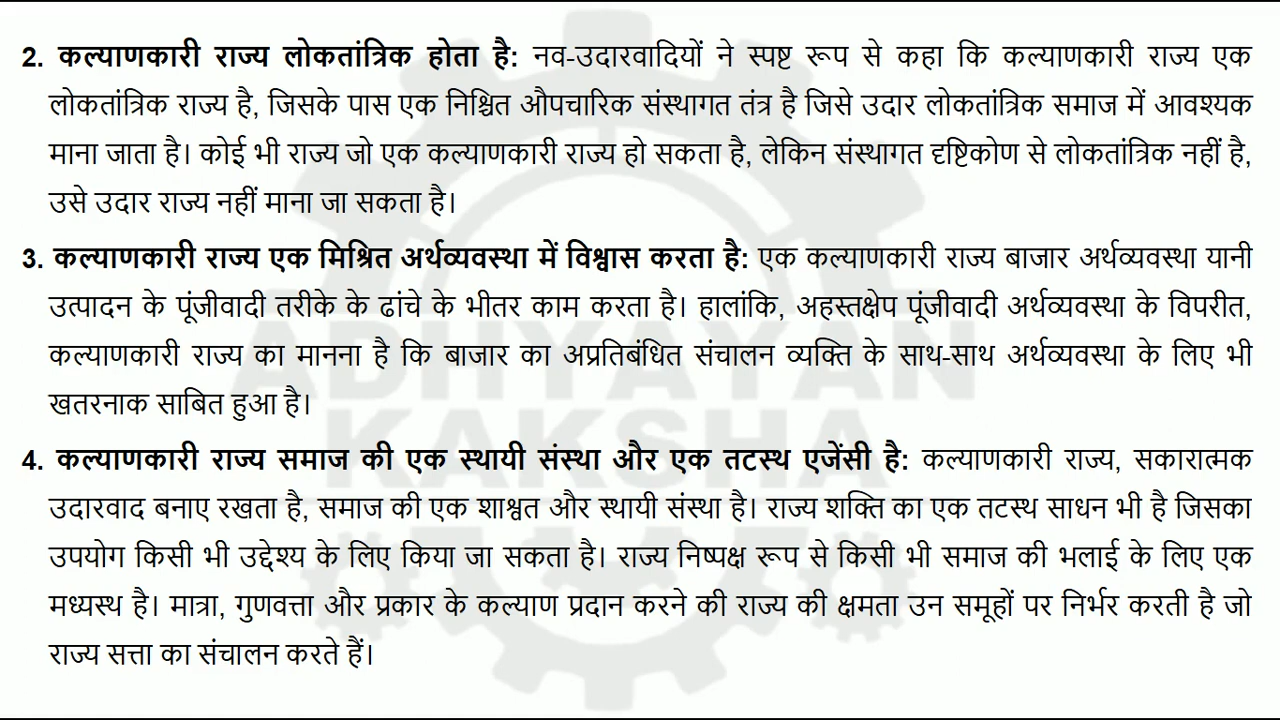 2. कल्याणकारी राज्य लोकतांत्रिक होता है: नव-उदारवादियों ने स्पष्ट रूप से कहा कि कल्याणकारी राज्य एक
लोकतांत्रिक राज्य है, जिसके पास एक निश्चित औपचारिक संस्थागत तंत्र है जिसे उदार लोकतांत्रिक समाज में आवश्यक
माना जाता है। कोई भी राज्य जो एक कल्याणकारी राज्य हो सकता है, लेकिन संस्थागत दृष्टिकोण से लोकतांत्रिक नहीं है,
उसे उदार राज्य नहीं माना जा सकता है।
3. कल्याणकारी राज्य एक मिश्रित अर्थव्यवस्था में विश्वास करता है: एक कल्याणकारी राज्य बाजार अर्थव्यवस्था यानी
उत्पादन के पूंजीवादी तरीके के ढांचे के भीतर काम करता है। हालांकि, अहस्तक्षेप पूंजीवादी अर्थव्यवस्था के विपरीत,
कल्याणकारी राज्य का मानना है कि बाजार का अप्रतिबंधित संचालन व्यक्ति के साथ-साथ अर्थव्यवस्था के लिए भी
खतरनाक साबित हुआ है।
ADHYAYAN
KAKSHA
4. कल्याणकारी राज्य समाज की एक स्थायी संस्था और एक तटस्थ एजेंसी है: कल्याणकारी राज्य, सकारात्मक
उदारवाद बनाए रखता है, समाज की एक शाश्वत और स्थायी संस्था है। राज्य शक्ति का एक तटस्थ साधन भी है जिसका
उपयोग किसी भी उद्देश्य के लिए किया जा सकता है। राज्य निष्पक्ष रूप से किसी भी समाज की भलाई के लिए एक
मध्यस्थ है। मात्रा, गुणवत्ता और प्रकार के कल्याण प्रदान करने की राज्य की क्षमता उन समूहों पर निर्भर करती है जो
राज्य सत्ता का संचालन करते हैं।